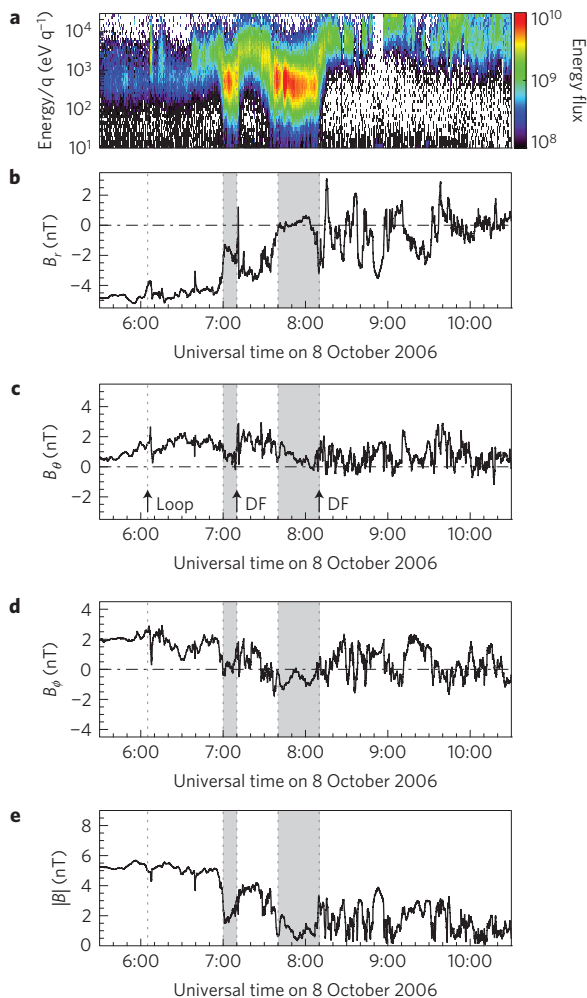 a
Energy/q (eV q⁻¹)
10⁴
10³
10²
10¹
10¹⁰
10⁹
10⁸
Energy flux
b
B_r (nT)
2
0
−2
−4
6:00 7:00 8:00 9:00 10:00
Universal time on 8 October 2006
c
B_θ (nT)
4
2
0
−2
Loop DF DF
6:00 7:00 8:00 9:00 10:00
Universal time on 8 October 2006
d
B_ϕ (nT)
4
2
0
−2
−4
6:00 7:00 8:00 9:00 10:00
Universal time on 8 October 2006
e
|B| (nT)
8
6
4
2
0
6:00 7:00 8:00 9:00 10:00
Universal time on 8 October 2006